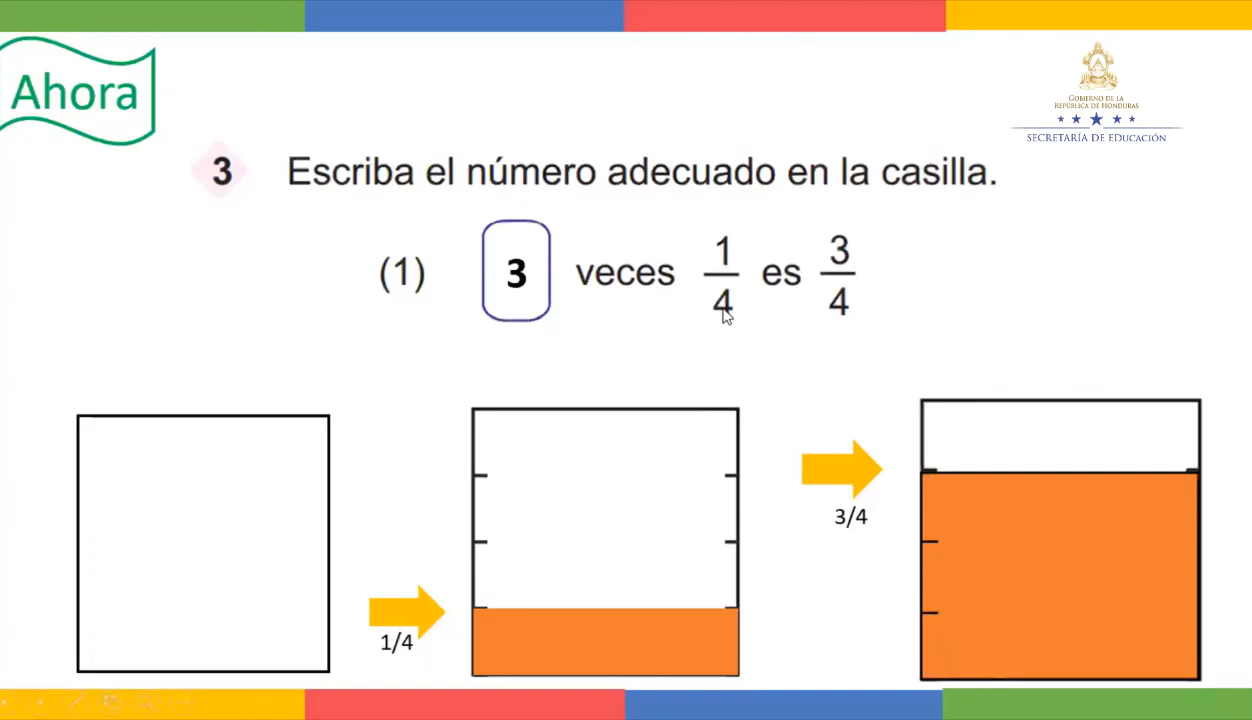 Ahora
GOBIERNO DE LA
REPÚBLICA DE HONDURAS
SECRETARÍA DE EDUCACIÓN
3 Escriba el número adecuado en la casilla.
(1) 3 veces 1/4 es 3/4
3/4
1/4